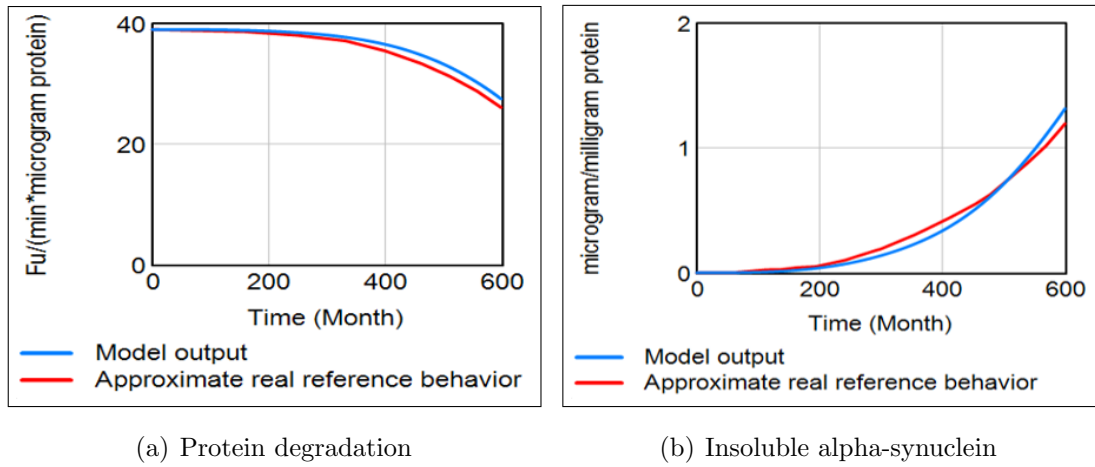 Fu/(min*microgram protein)
40
20
0
0 200 400 600
Time (Month)
Model output
Approximate real reference behavior
(a) Protein degradation
microgram/milligram protein
2
1
0
0 200 400 600
Time (Month)
Model output
Approximate real reference behavior
(b) Insoluble alpha-synuclein